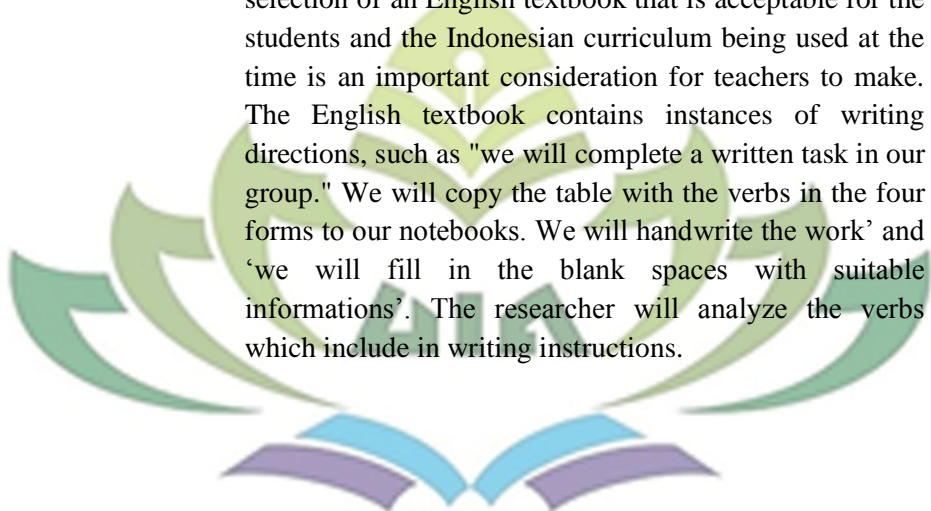 selection of an English textbook that is acceptable for the
students and the Indonesian curriculum being used at the
time is an important consideration for teachers to make.
The English textbook contains instances of writing
directions, such as "we will complete a written task in our
group." We will copy the table with the verbs in the four
forms to our notebooks. We will handwrite the work’ and
‘we will fill in the blank spaces with suitable
informations’. The researcher will analyze the verbs
which include in writing instructions.